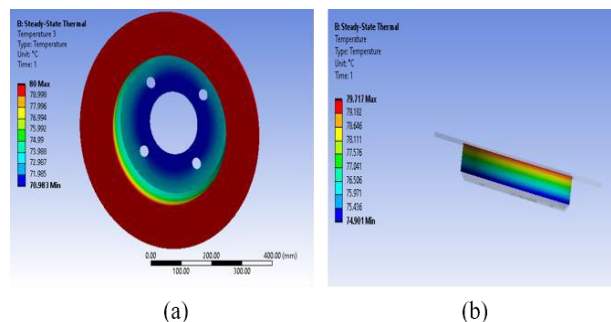 B: Steady-State Thermal
Temperature 3
Type: Temperature
Unit: °C
Time: 1
80 Max
78.998
77.996
76.994
75.992
74.99
73.988
72.987
71.985
70.983 Min
0.00
200.00
400.00 (mm)
100.00
300.00
(a)
B: Steady-State Thermal
Temperature
Type: Temperature
Unit: °C
Time: 1
79.717 Max
79.182
78.646
78.111
77.576
77.041
76.506
75.971
75.436
74.901 Min
(b)